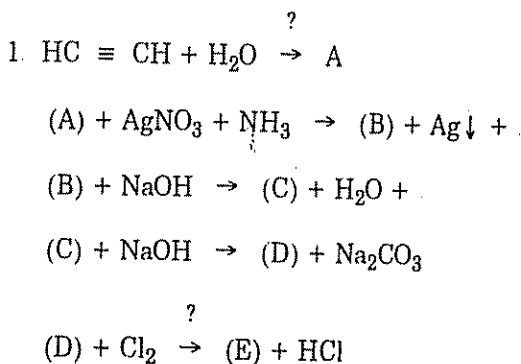 ?
1. HC ≡ CH + H₂O → A
(A) + AgNO₃ + NH₃ → (B) + Ag↓ + .
(B) + NaOH → (C) + H₂O +
(C) + NaOH → (D) + Na₂CO₃
?
(D) + Cl₂ → (E) + HCl